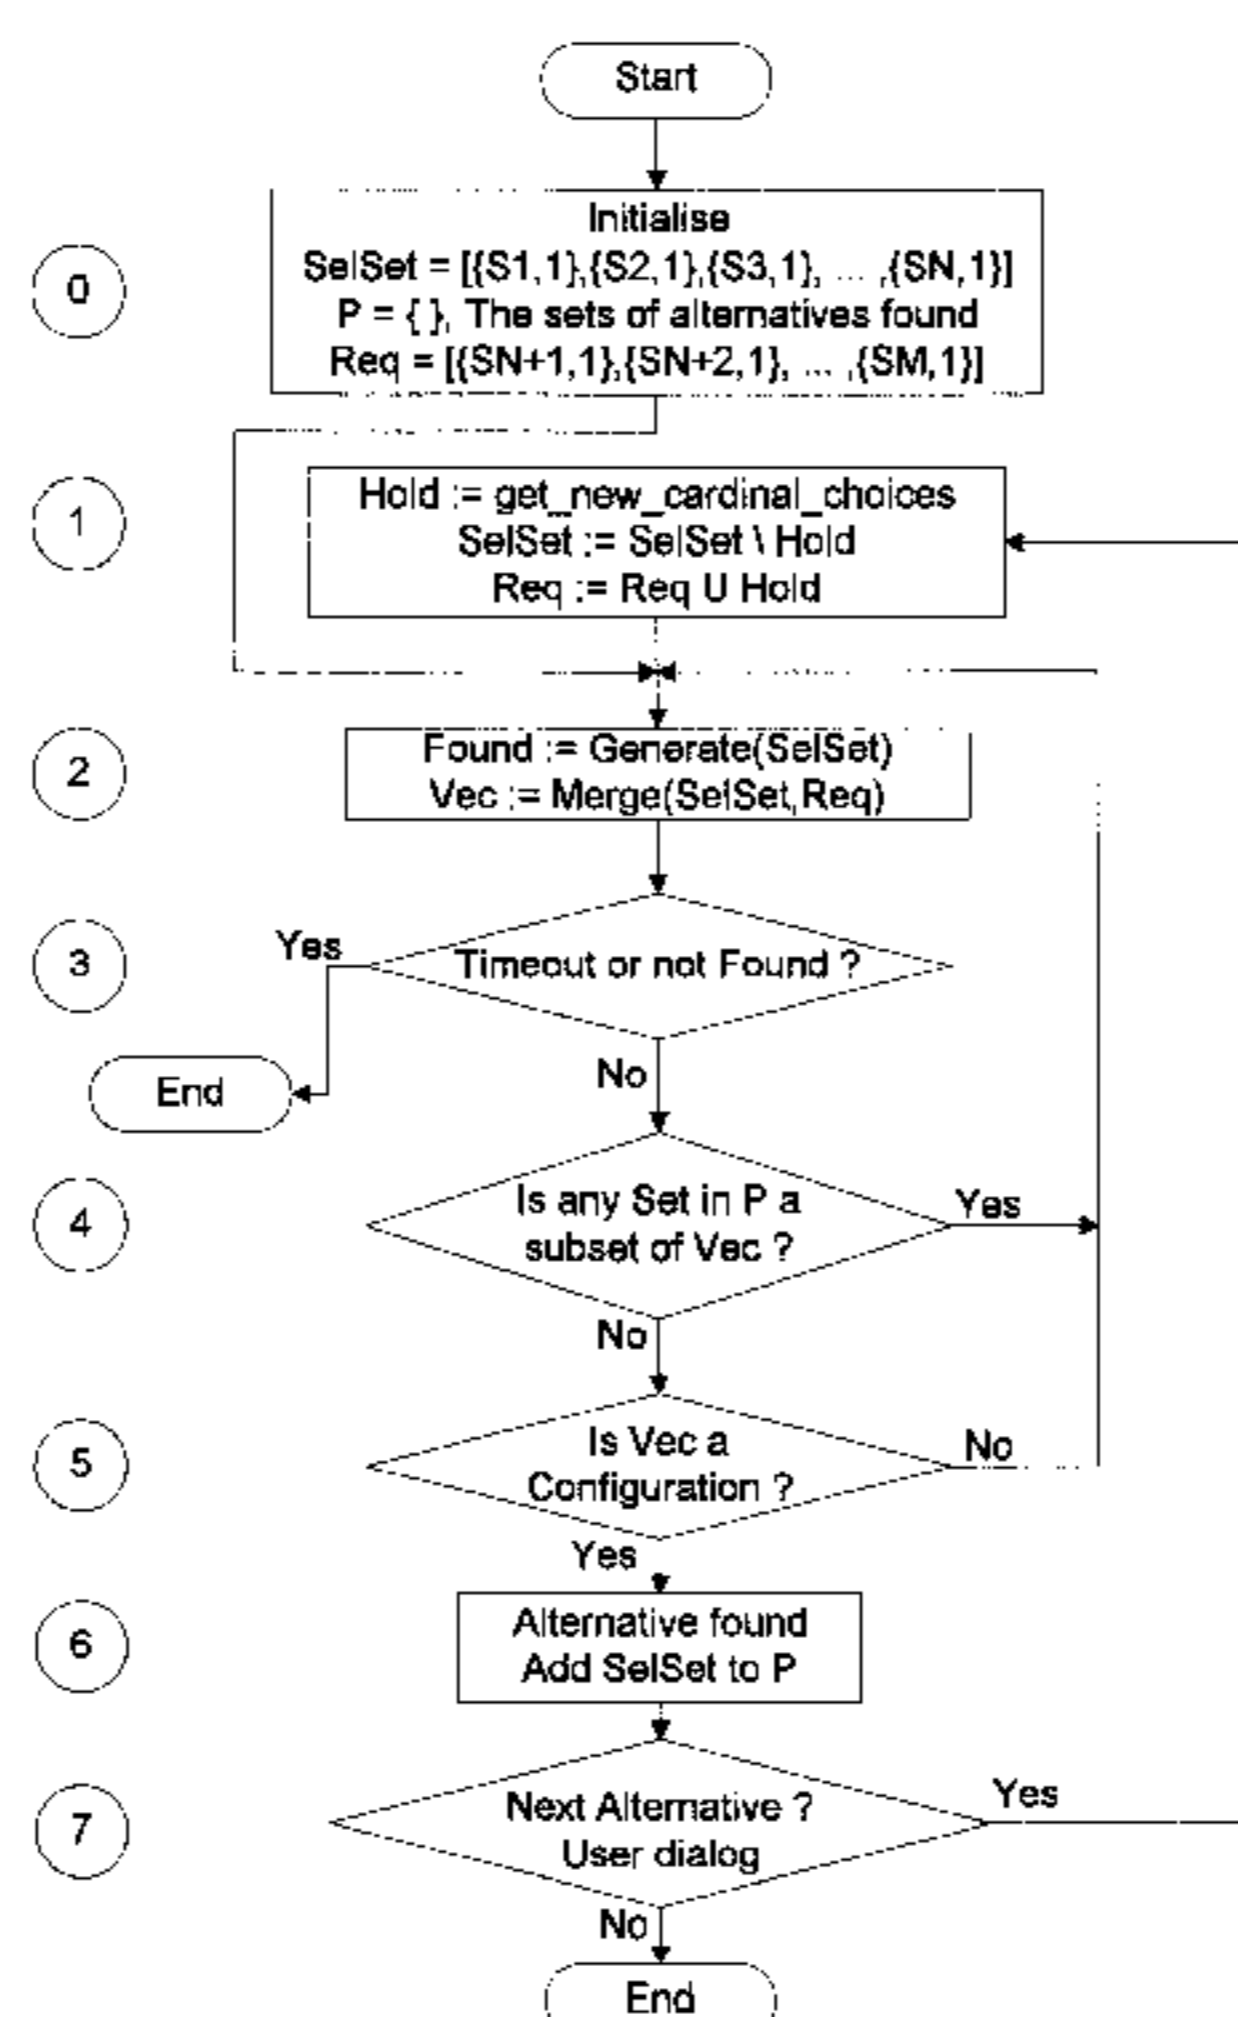 Start
0
Initialise
SelSet = [{S1,1},{S2,1},{S3,1}, ... ,{SN,1}]
P = { }, The sets of alternatives found
Req = [{SN+1,1},{SN+2,1}, ... ,{SM,1}]
1
Hold := get_new_cardinal_choices
SelSet := SelSet \ Hold
Req := Req U Hold
2
Found := Generate(SelSet)
Vec := Merge(SelSet,Req)
3
Yes
Timeout or not Found ?
No
End
4
Is any Set in P a
subset of Vec ?
Yes
No
5
Is Vec a
Configuration ?
No
Yes
6
Alternative found
Add SelSet to P
7
Next Alternative ?
User dialog
Yes
No
End